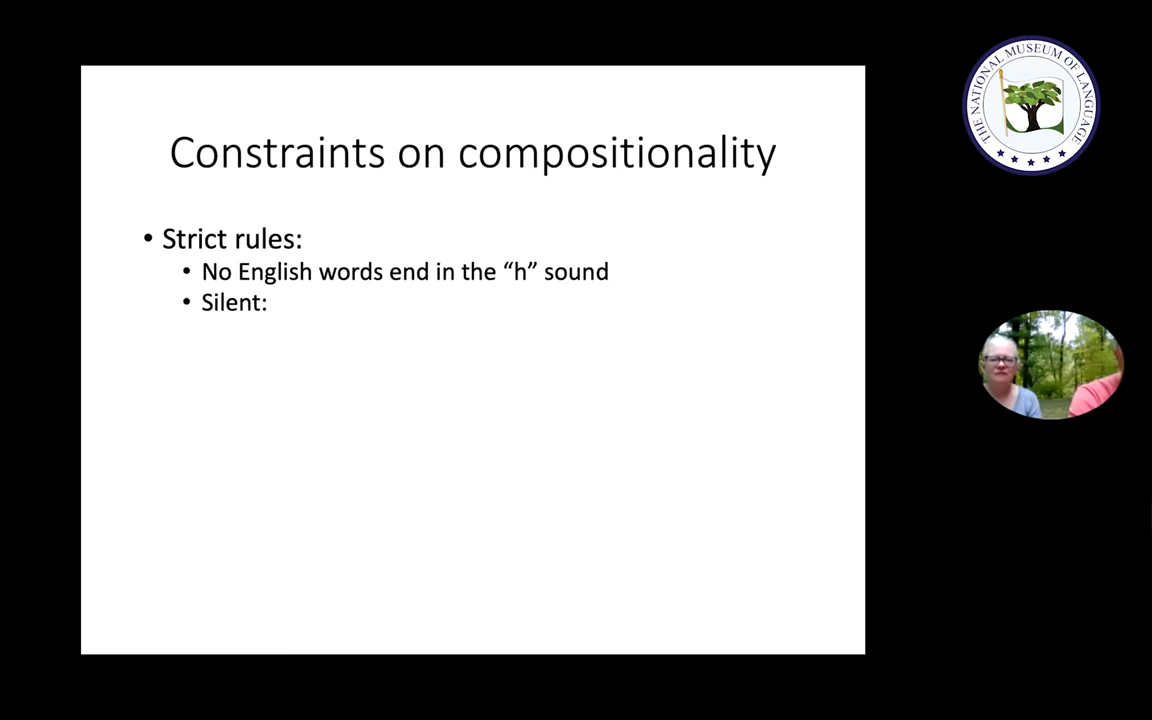 Constraints on compositionality
• Strict rules:
• No English words end in the “h” sound
• Silent:
THE NATIONAL MUSEUM OF LANGUAGE